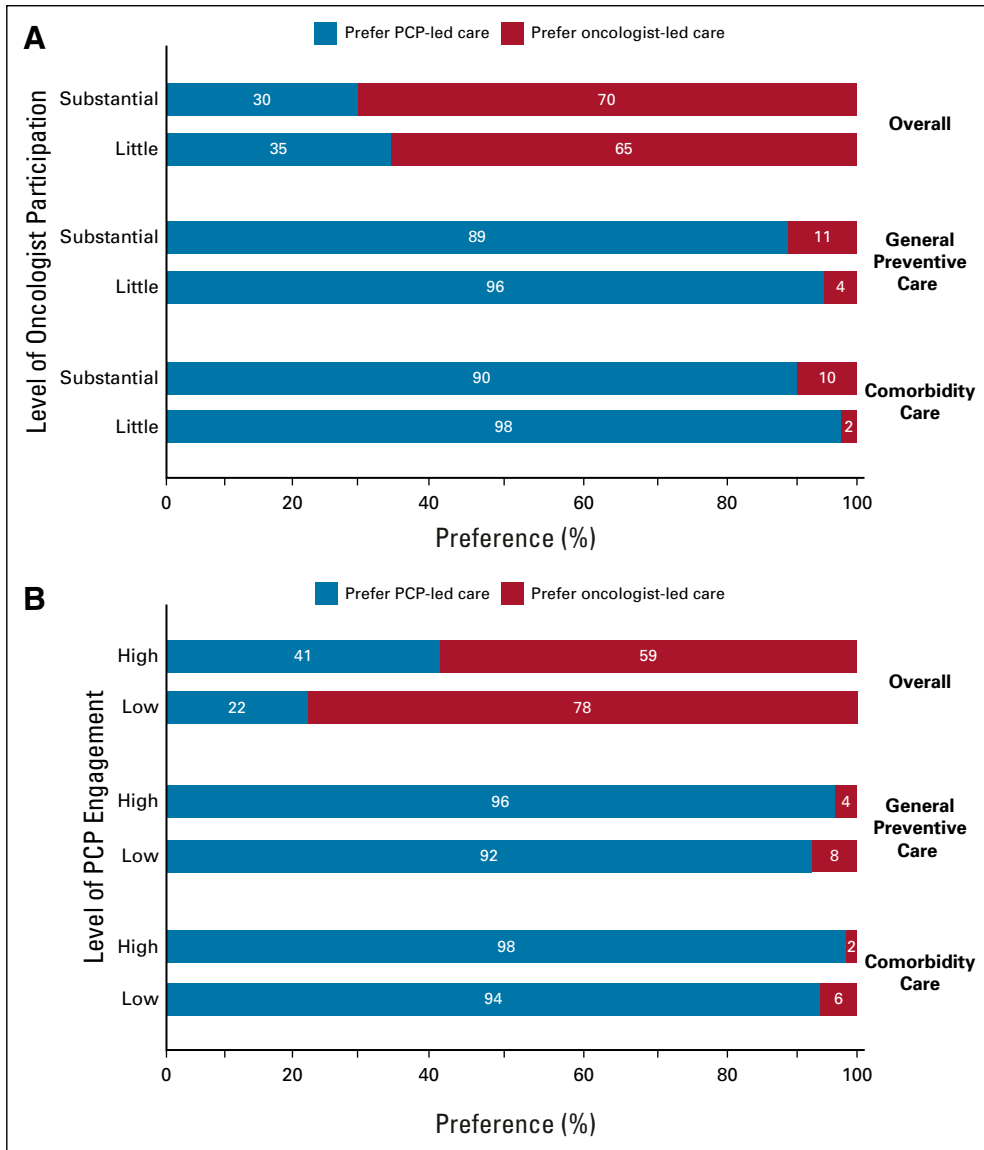 A
Prefer PCP-led care Prefer oncologist-led care
Level of Oncologist Participation
Substantial 30 70
Little 35 65
Overall
Substantial 89 11
Little 96 4
General
Preventive
Care
Substantial 90 10
Little 98 2
Comorbidity
Care
0 20 40 60 80 100
Preference (%)
B
Prefer PCP-led care Prefer oncologist-led care
Level of PCP Engagement
High 41 59
Low 22 78
Overall
High 96 4
Low 92 8
General
Preventive
Care
High 98 2
Low 94 6
Comorbidity
Care
0 20 40 60 80 100
Preference (%)